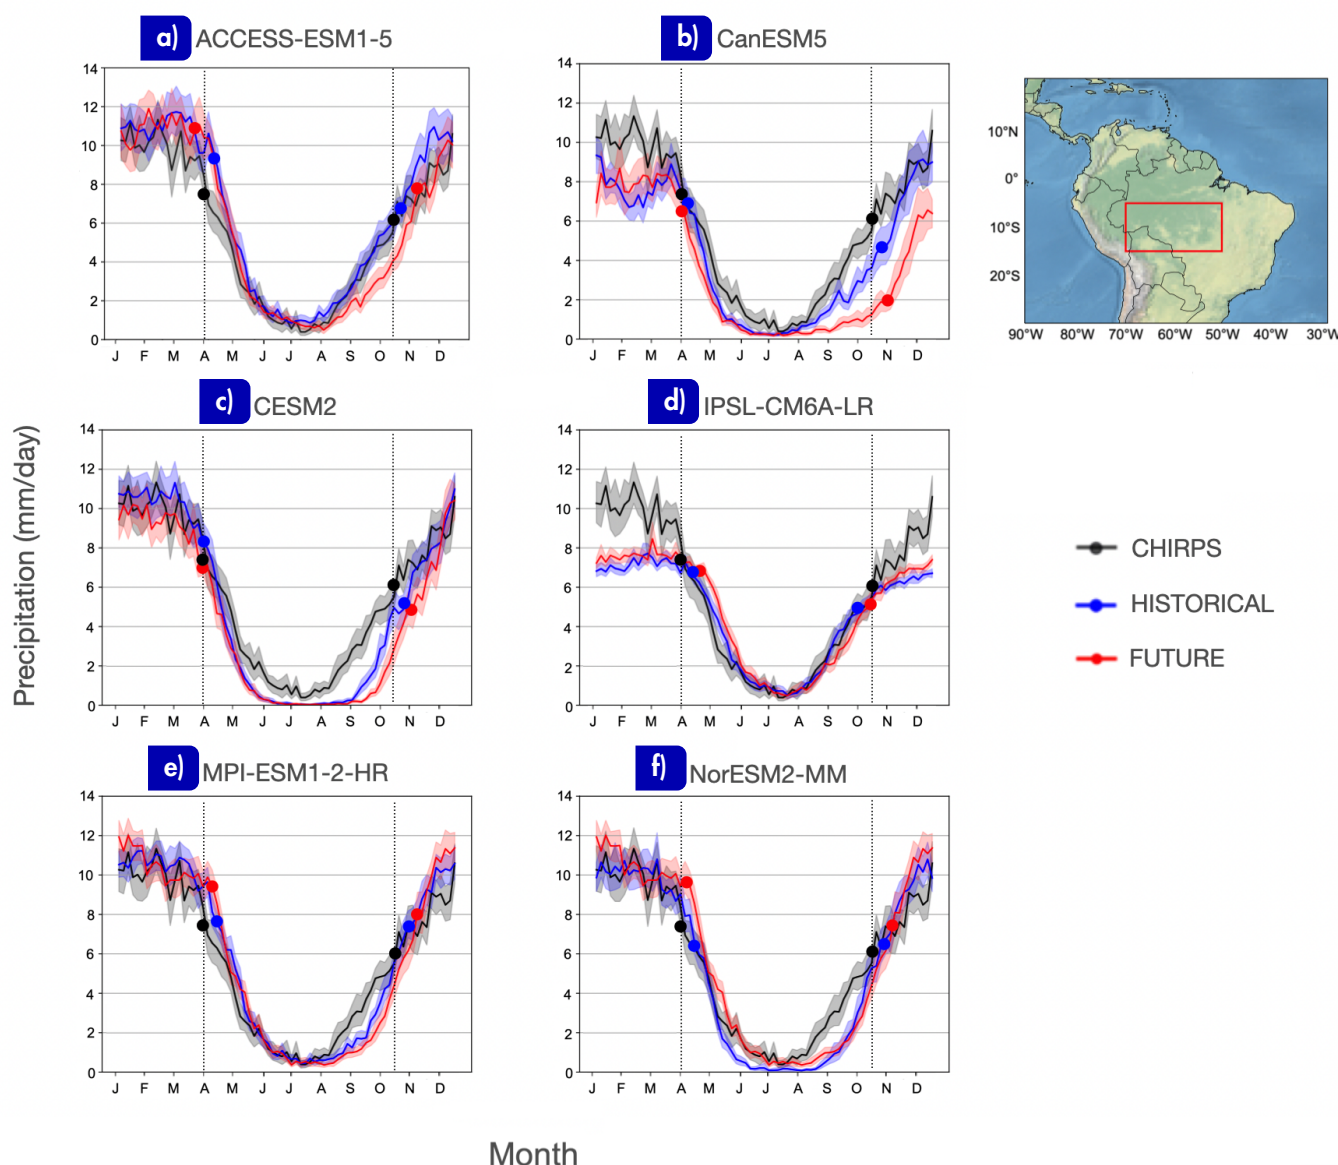 a) ACCESS-ESM1-5
14
12
10
8
6
4
2
0
J F M A M J J A S O N D
b) CanESM5
14
12
10
8
6
4
2
0
J F M A M J J A S O N D
10°N
0°
10°S
20°S
90°W 80°W 70°W 60°W 50°W 40°W 30°W
c) CESM2
14
12
10
8
6
4
2
0
J F M A M J J A S O N D
d) IPSL-CM6A-LR
14
12
10
8
6
4
2
0
J F M A M J J A S O N D
Precipitation (mm/day)
CHIRPS
HISTORICAL
FUTURE
e) MPI-ESM1-2-HR
14
12
10
8
6
4
2
0
J F M A M J J A S O N D
f) NorESM2-MM
14
12
10
8
6
4
2
0
J F M A M J J A S O N D
Month